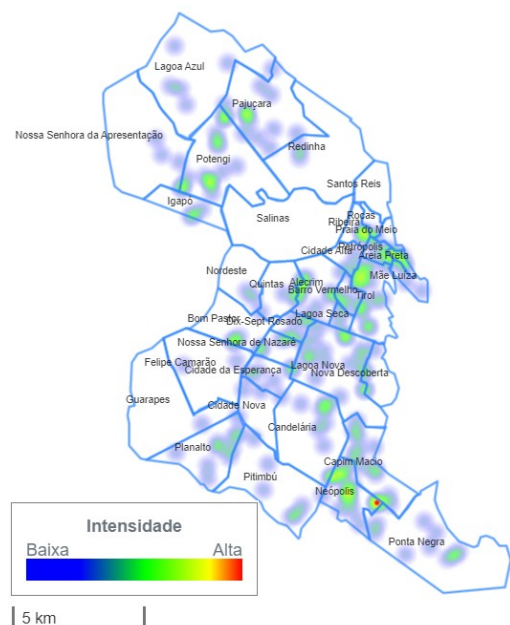 Lagoa Azul
Pajuçara
Nossa Senhora da Apresentação
Redinha
Potengi
Santos Reis
Igapó
Rocas
Salinas
Ribeira
Praia do Meio
Petrópolis
Cidade Alta
Areia Preta
Nordeste
Mãe Luiza
Quintas
Alecrim
Barro Vermelho
Tirol
Bom Pastor
Dix-Sept Rosado
Lagoa Seca
Nossa Senhora de Nazaré
Felipe Camarão
Cidade da Esperança
Lagoa Nova
Nova Descoberta
Guarapes
Cidade Nova
Candelária
Planalto
Capim Macio
Pitimbú
Neópolis
Ponta Negra
Intensidade
Baixa Alta
5 km